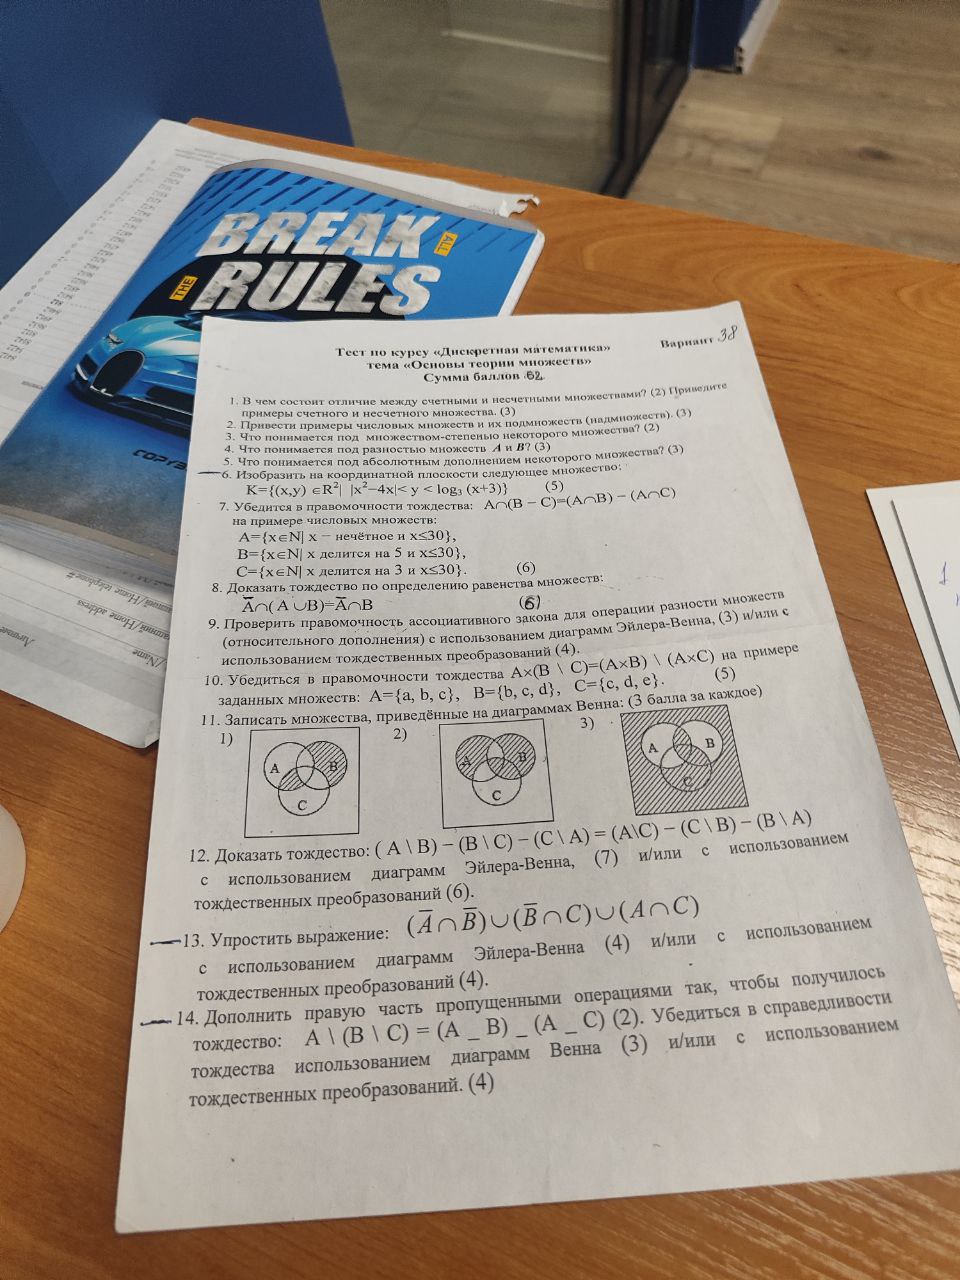 BREAK
ALL
THE
RULES
Тест по курсу «Дискретная математика»
Вариант 38
тема «Основы теории множеств»
Сумма баллов 62
1. В чем состоит отличие между счетными и несчетными множествами? (2) Приведите
примеры счетного и несчетного множества. (3)
2. Привести примеры числовых множеств и их подмножеств (надмножеств). (3)
3. Что понимается под множеством-степенью некоторого множества? (2)
4. Что понимается под разностью множеств A и B? (3)
5. Что понимается под абсолютным дополнением некоторого множества? (3)
6. Изобразить на координатной плоскости следующее множество:
K={(x,y) ∈R²| |x²−4x|< y < log₃ (x+3)} (5)
7. Убедится в правомочности тождества: A∩(B − C)=(A∩B) − (A∩C)
на примере числовых множеств:
A={x∈N| x − нечётное и x≤30},
B={x∈N| x делится на 5 и x≤30},
C={x∈N| x делится на 3 и x≤30}. (6)
8. Доказать тождество по определению равенства множеств:
A̅∩( A ∪B)=A̅∩B (6)
9. Проверить правомочность ассоциативного закона для операции разности множеств
(относительного дополнения) с использованием диаграмм Эйлера-Венна, (3) и/или с
использованием тождественных преобразований (4).
10. Убедиться в правомочности тождества A×(B \ C)=(A×B) \ (A×C) на примере
заданных множеств: A={a, b, c}, B={b, c, d}, C={c, d, e}. (5)
11. Записать множества, приведённые на диаграммах Венна: (3 балла за каждое)
1) 2) 3)
A B C
A B C
A B C
12. Доказать тождество: ( A \ B) − (B \ C) − (C \ A) = (A\C) − (C \ B) − (B \ A)
с использованием диаграмм Эйлера-Венна, (7) и/или с использованием
тождественных преобразований (6).
13. Упростить выражение: (A̅ ∩ B̅) ∪ (B̅ ∩ C) ∪ (A ∩ C)
с использованием диаграмм Эйлера-Венна (4) и/или с использованием
тождественных преобразований (4).
14. Дополнить правую часть пропущенными операциями так, чтобы получилось
тождество: A \ (B \ C) = (A _ B) _ (A _ C) (2). Убедиться в справедливости
тождества использованием диаграмм Венна (3) и/или с использованием
тождественных преобразований. (4)